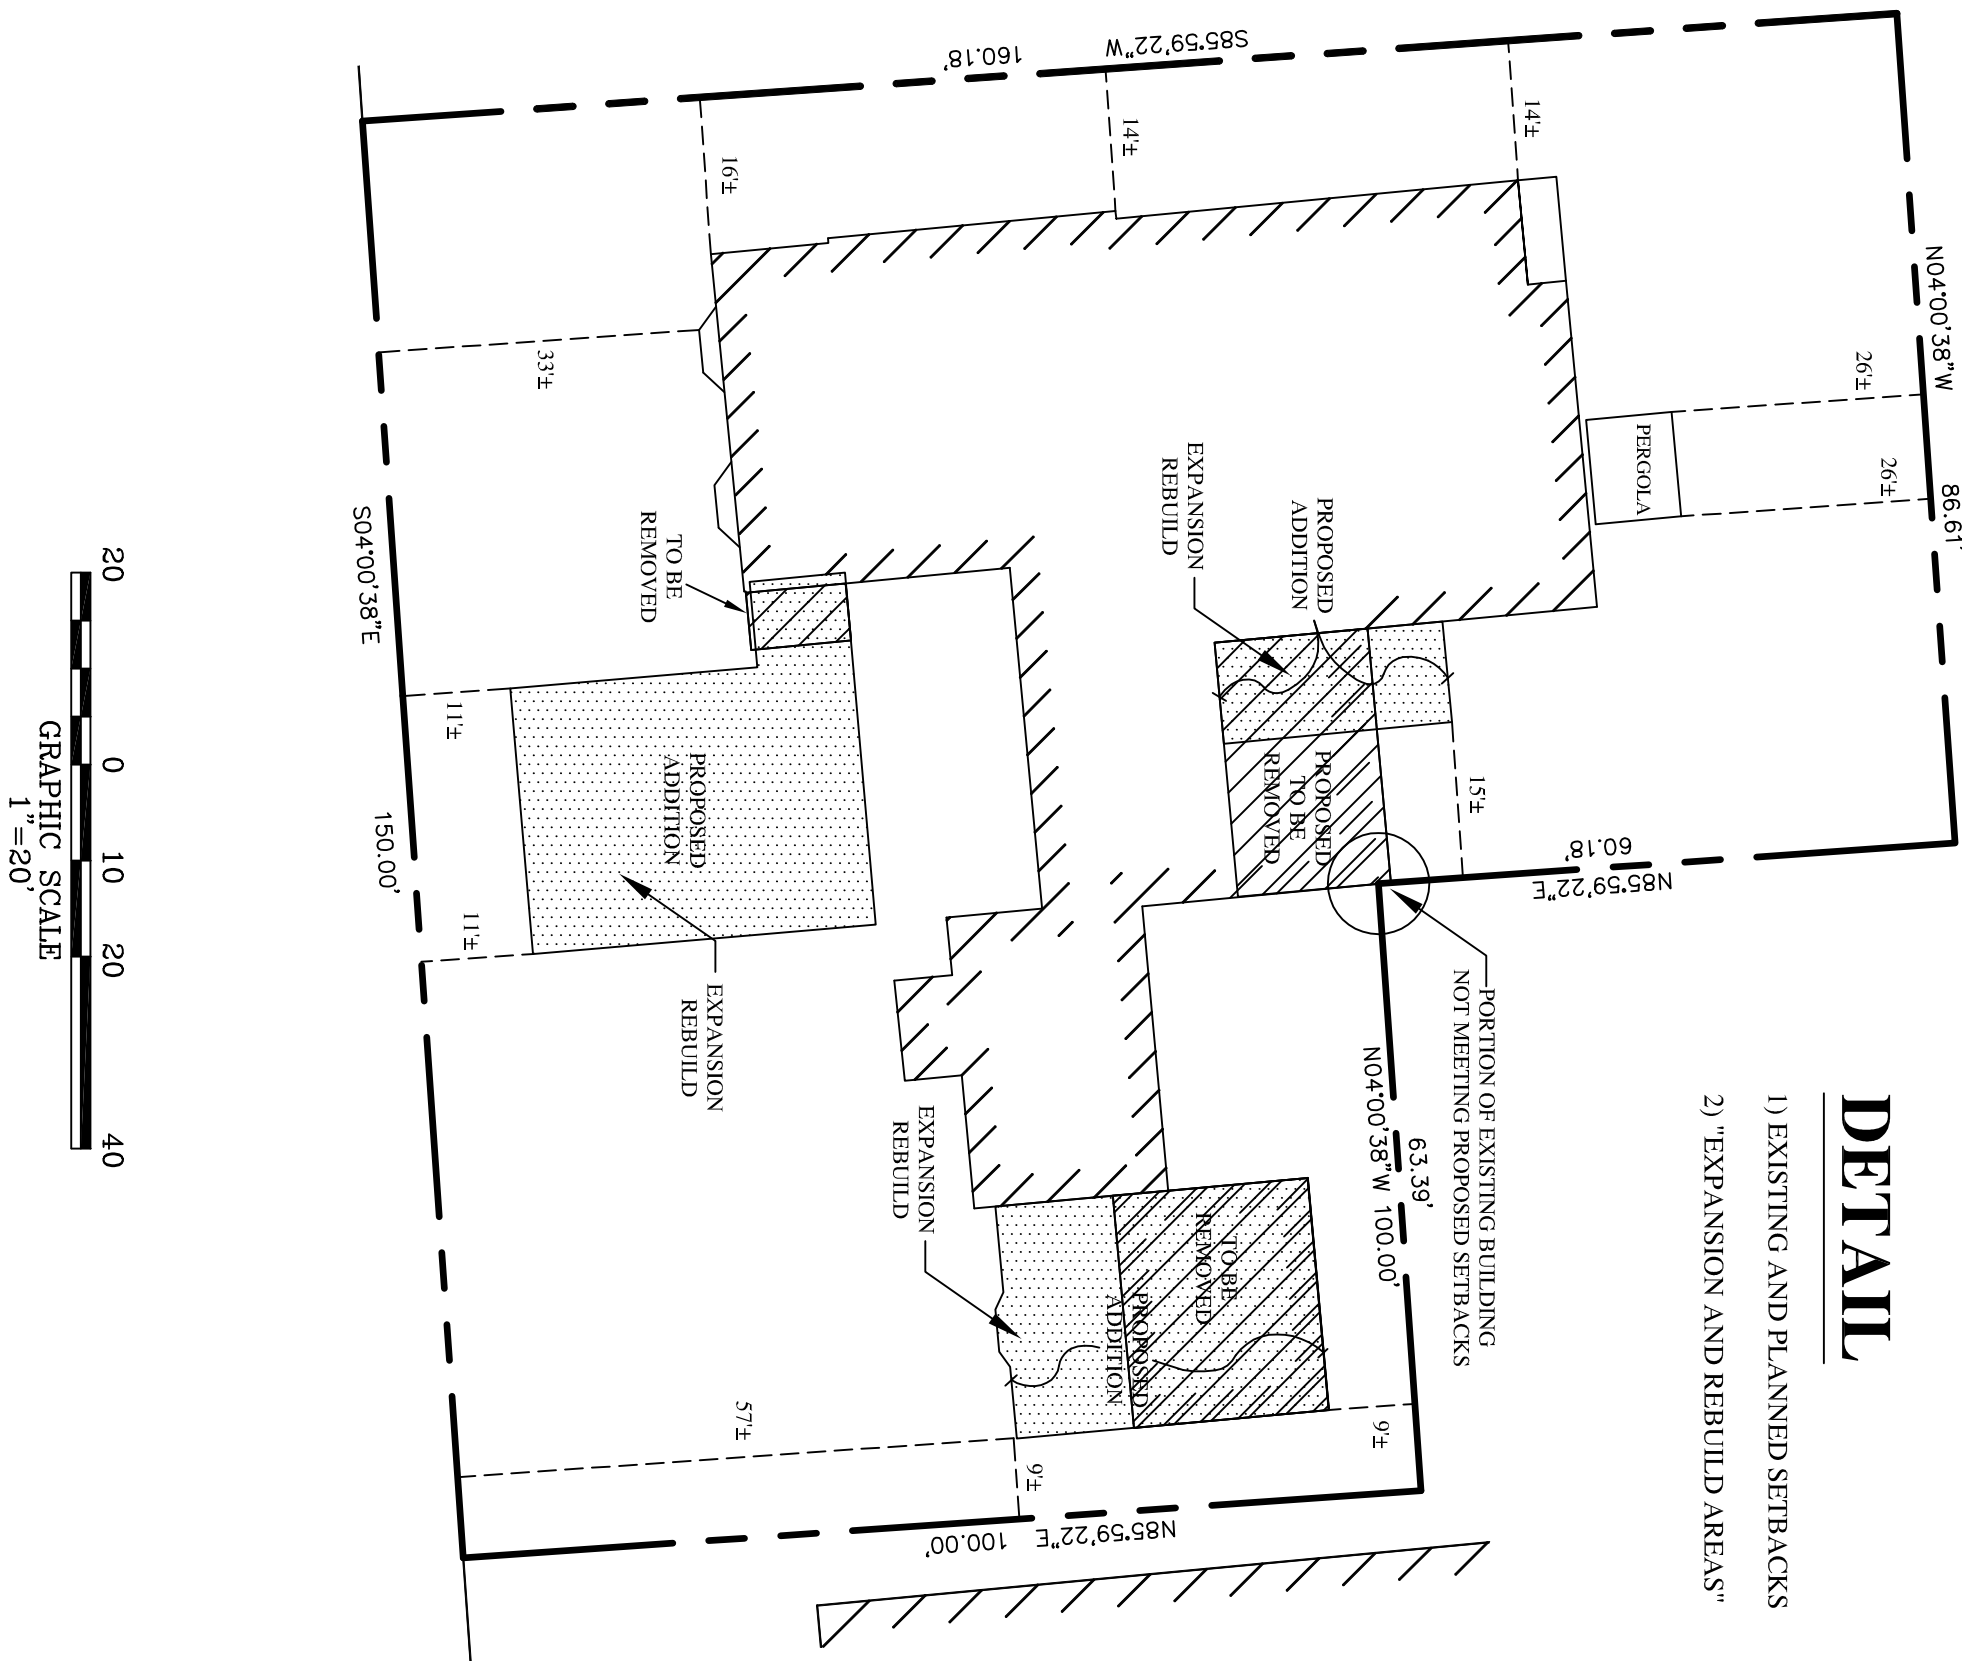 DETAIL
1) EXISTING AND PLANNED SETBACKS
2) "EXPANSION AND REBUILD AREAS"
N04°00'38"W
86.61'
26'±
26'±
PERGOLA
14'±
14'±
16'±
S85°59'22"W
160.18'
33'±
EXPANSION
REBUILD
PROPOSED
ADDITION
TO BE
REMOVED
PROPOSED
TO BE
REMOVED
15'±
60.18'
N85°59'22"E
PORTION OF EXISTING BUILDING
NOT MEETING PROPOSED SETBACKS
63.39'
N04°00'38"W 100.00'
S04°00'38"E
150.00'
11'±
11'±
PROPOSED
ADDITION
EXPANSION
REBUILD
EXPANSION
REBUILD
TO BE
REMOVED
PROPOSED
ADDITION
9'±
9'±
57'±
N85°59'22"E 100.00'
20 0 10 20 40
GRAPHIC SCALE
1"=20'